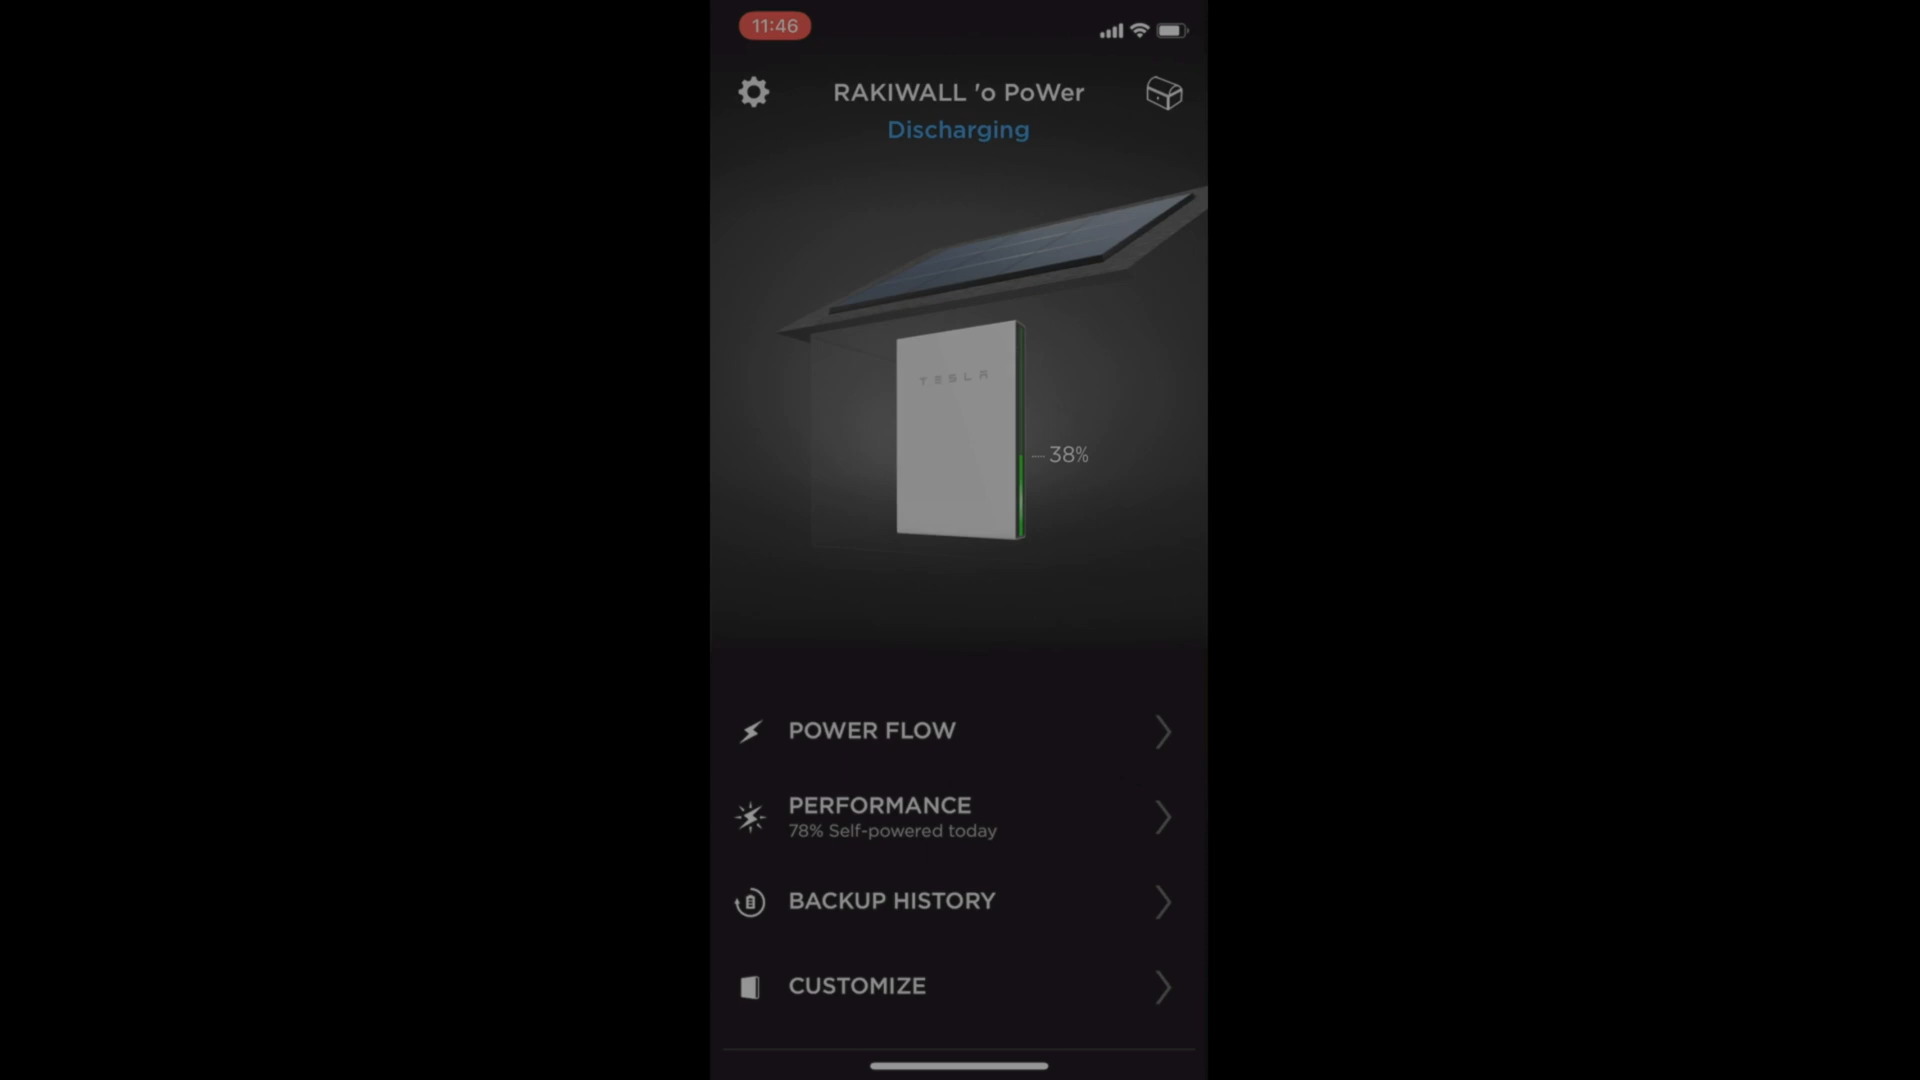 11:46
RAKIWALL 'o PoWer
Discharging
TESLA
38%
POWER FLOW
PERFORMANCE
78% Self-powered today
BACKUP HISTORY
CUSTOMIZE